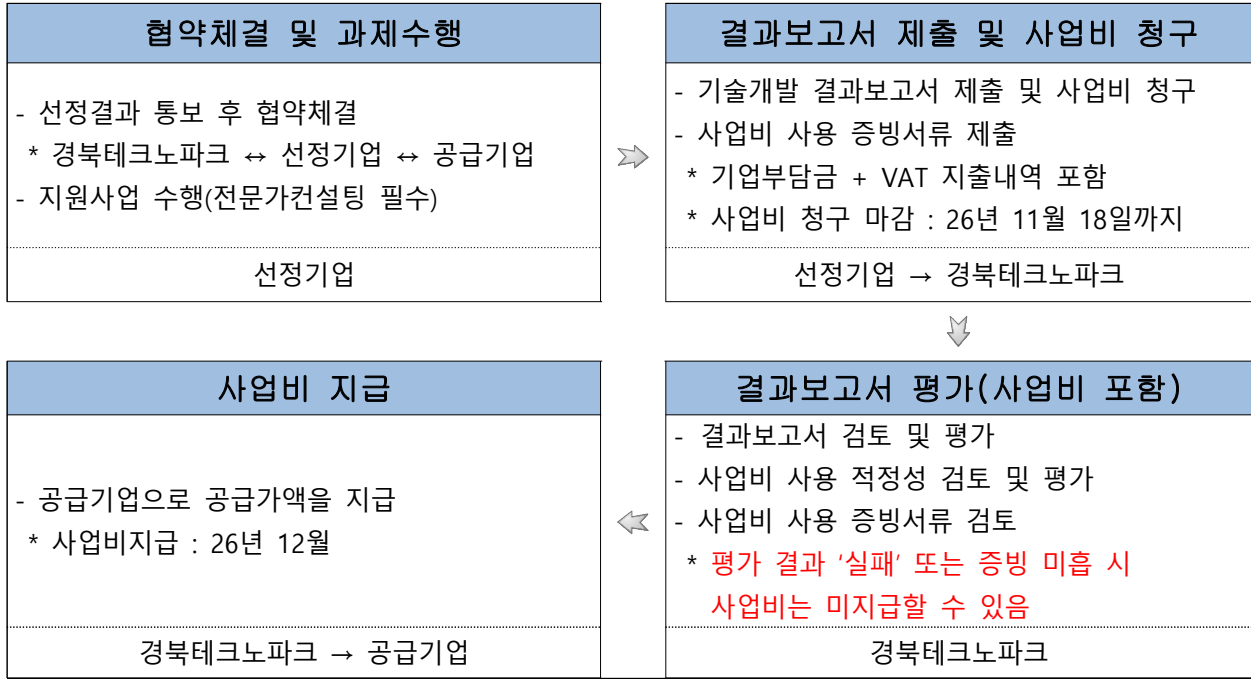 협약체결 및 과제수행
- 선정결과 통보 후 협약체결
* 경북테크노파크 ↔ 선정기업 ↔ 공급기업
- 지원사업 수행(전문가컨설팅 필수)
선정기업
결과보고서 제출 및 사업비 청구
- 기술개발 결과보고서 제출 및 사업비 청구
- 사업비 사용 증빙서류 제출
* 기업부담금 + VAT 지출내역 포함
* 사업비 청구 마감 : 26년 11월 18일까지
선정기업 → 경북테크노파크
결과보고서 평가(사업비 포함)
- 결과보고서 검토 및 평가
- 사업비 사용 적정성 검토 및 평가
- 사업비 사용 증빙서류 검토
* 평가 결과 ‘실패’ 또는 증빙 미흡 시
사업비는 미지급할 수 있음
경북테크노파크
사업비 지급
- 공급기업으로 공급가액을 지급
* 사업비지급 : 26년 12월
경북테크노파크 → 공급기업